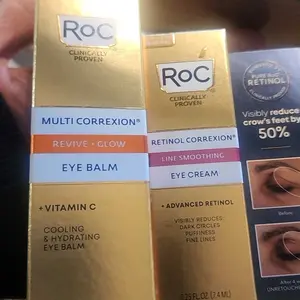 RoC
CLINICALLY
PROVEN
MULTI CORREXION®
REVIVE + GLOW
EYE BALM
+ VITAMIN C
COOLING
& HYDRATING
EYE BALM
RoC
CLINICALLY
PROVEN
RETINOL CORREXION®
LINE SMOOTHING
EYE CREAM
+ ADVANCED RETINOL
VISIBLY REDUCES
DARK CIRCLES
PUFFINESS
FINE LINES
RETINOL
Visibly reduce
crow's feet by
50%
Before